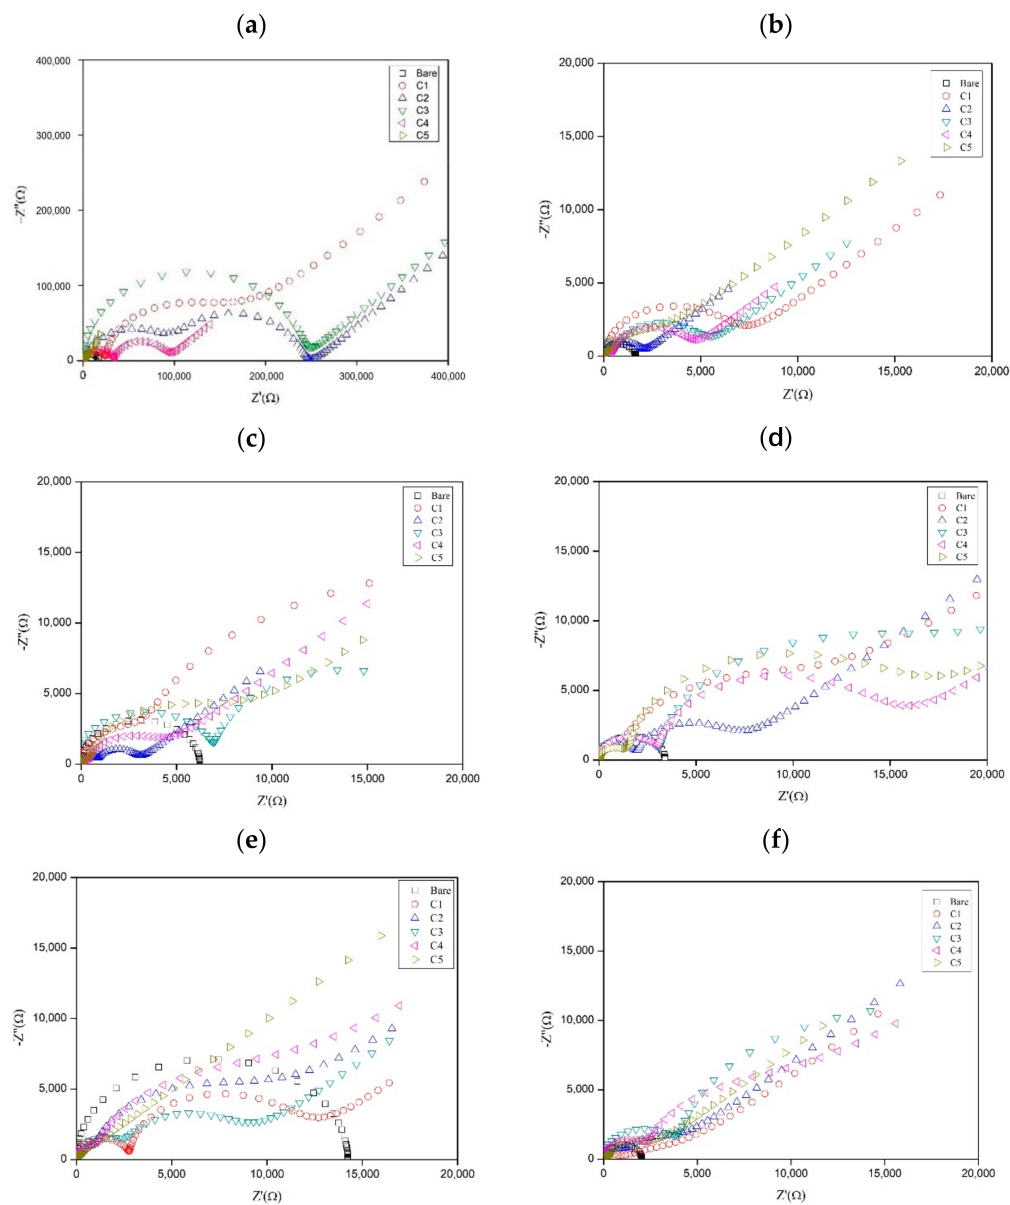 (a)
400,000
300,000
200,000
100,000
0
0
100,000
200,000
300,000
400,000
-Z"(Ω)
Z'(Ω)
Bare
C1
C2
C3
C4
C5
(b)
20,000
15,000
10,000
5,000
0
0
5,000
10,000
15,000
20,000
-Z"(Ω)
Z'(Ω)
Bare
C1
C2
C3
C4
C5
(c)
20,000
15,000
10,000
5,000
0
0
5,000
10,000
15,000
20,000
-Z"(Ω)
Z'(Ω)
Bare
C1
C2
C3
C4
C5
(d)
20,000
15,000
10,000
5,000
0
0
5,000
10,000
15,000
20,000
-Z"(Ω)
Z'(Ω)
Bare
C1
C2
C3
C4
C5
(e)
20,000
15,000
10,000
5,000
0
0
5,000
10,000
15,000
20,000
-Z"(Ω)
Z'(Ω)
Bare
C1
C2
C3
C4
C5
(f)
20,000
15,000
10,000
5,000
0
0
5,000
10,000
15,000
20,000
-Z"(Ω)
Z'(Ω)
Bare
C1
C2
C3
C4
C5